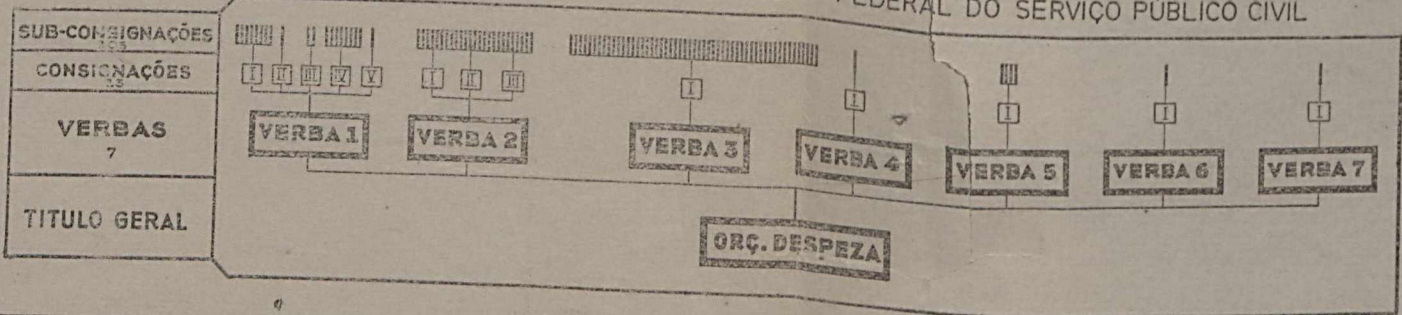 FEDERAL DO SERVIÇO PÚBLICO CIVIL
SUB-CONSIGNAÇÕES
CONSIGNAÇÕES
VERBAS
7
TITULO GERAL
I II III IV V
I II III
I
I
I
I
I
VERBA 1
VERBA 2
VERBA 3
VERBA 4
VERBA 5
VERBA 6
VERBA 7
ORÇ. DESPEZA